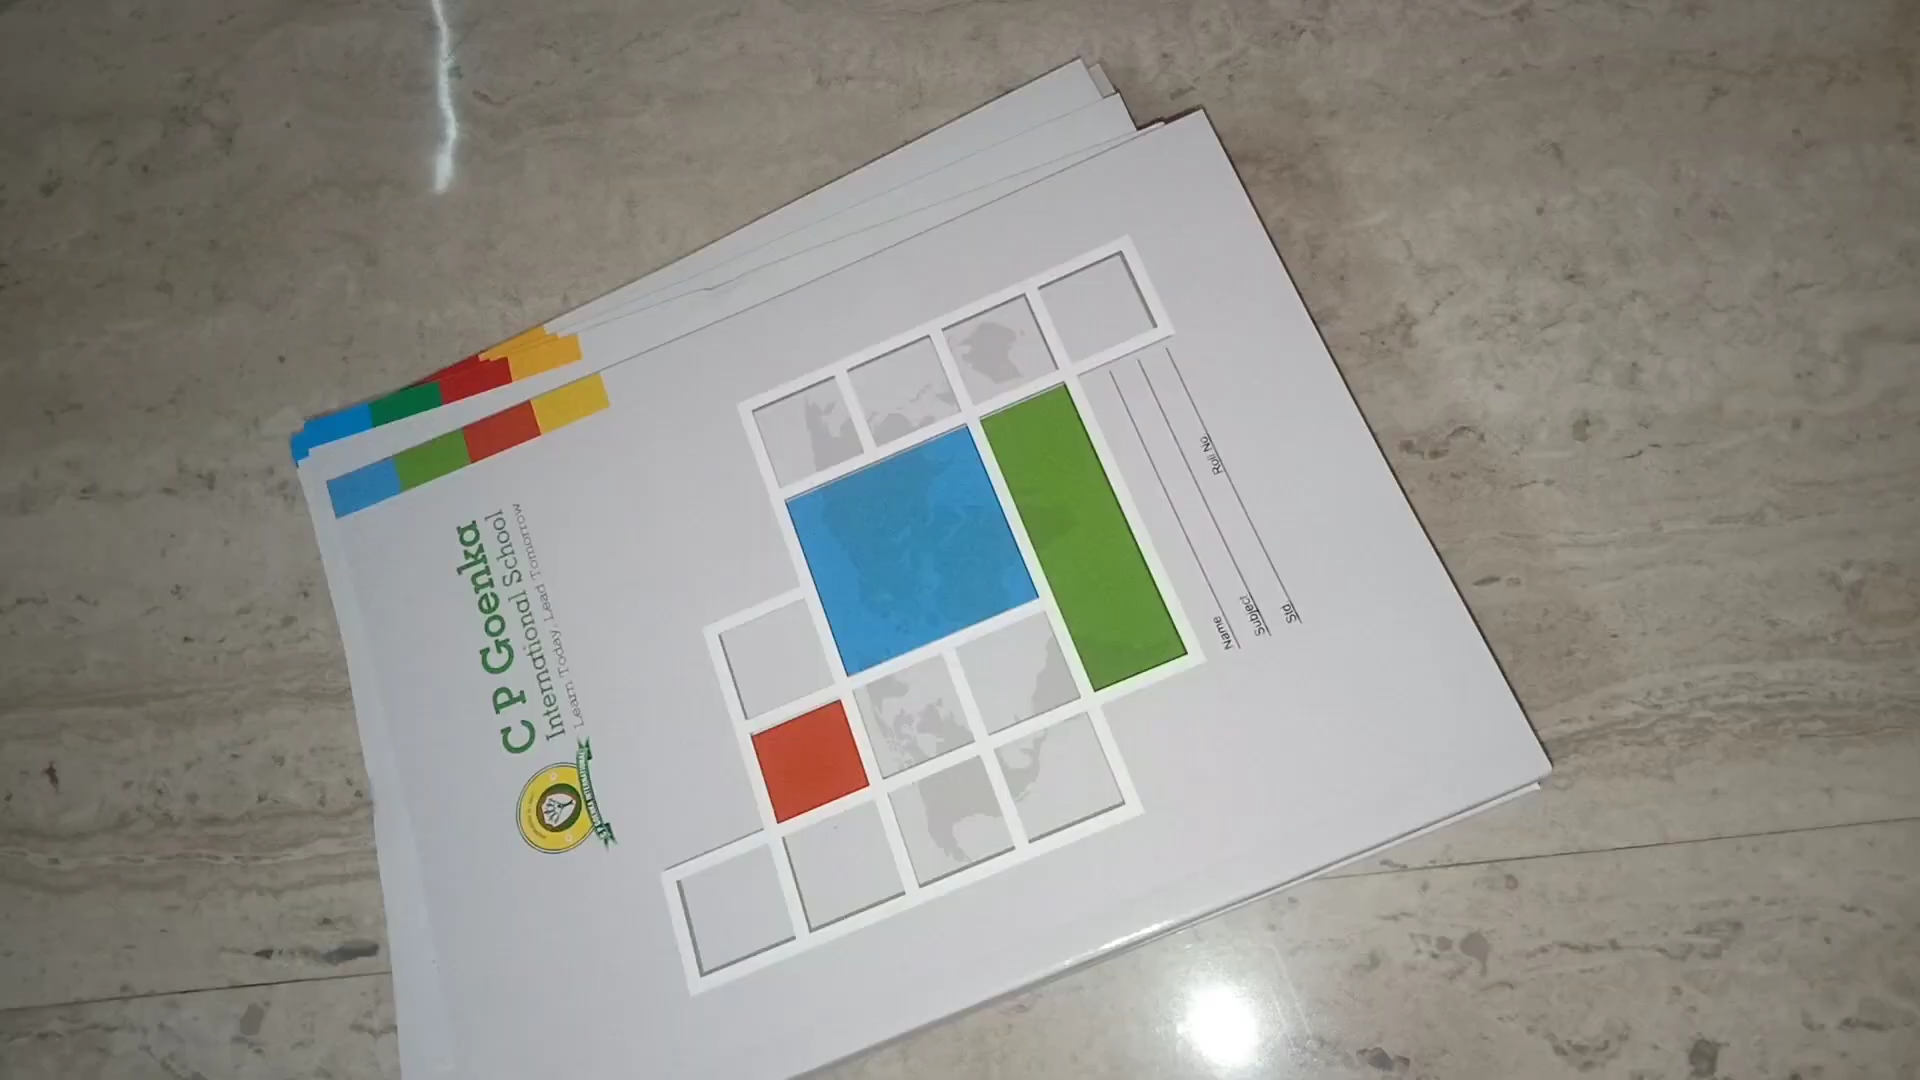 C P Goenka
International School
Learn Today, Lead Tomorrow
Name
Subject
Std. Roll No.